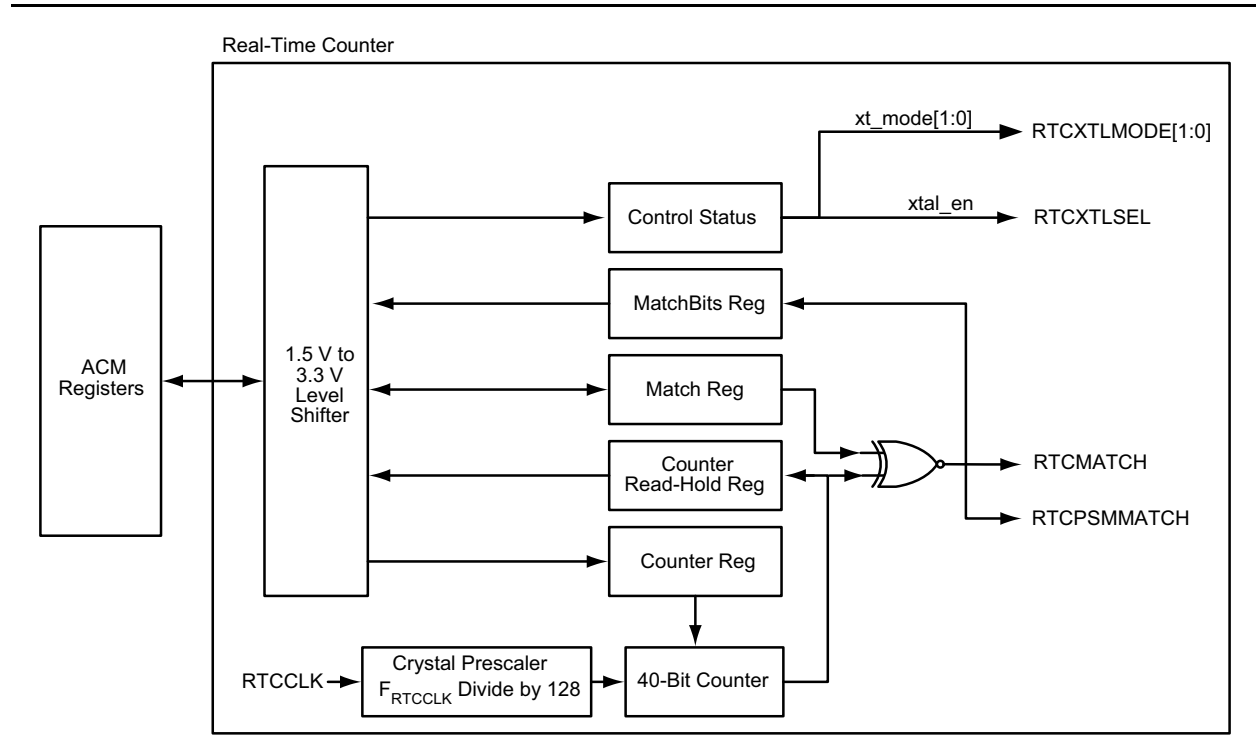 Real-Time Counter
xt_mode[1:0]
RTCXTLMODE[1:0]
Control Status
xtal_en
RTCXTLSEL
MatchBits Reg
ACM
Registers
1.5 V to
3.3 V
Level
Shifter
Match Reg
Counter
Read-Hold Reg
RTCMATCH
RTCPSMMATCH
Counter Reg
RTCCLK
Crystal Prescaler
FRTCCLK Divide by 128
40-Bit Counter